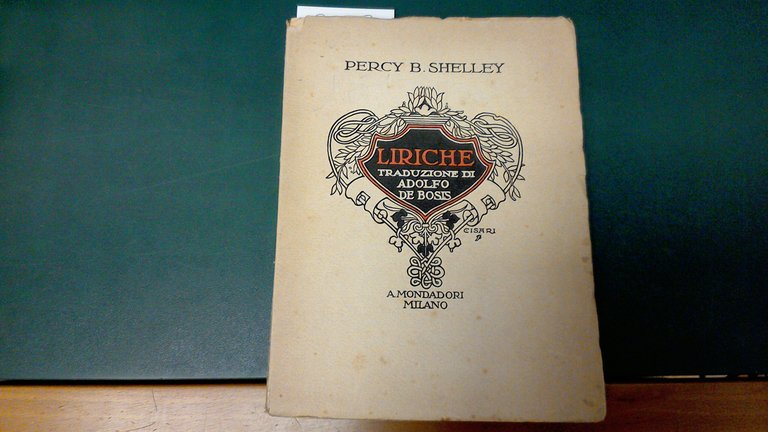 PERCY B. SHELLEY
LIRICHE
TRADUZIONE DI
ADOLFO
DE BOSIS
CISARI
A. MONDADORI
MILANO